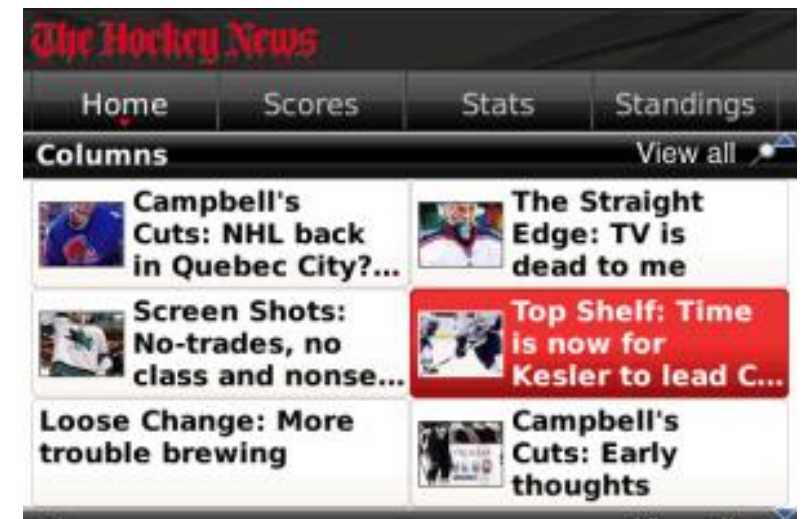 The Hockey News
Home Scores Stats Standings
Columns View all
Campbell's
Cuts: NHL back
in Quebec City?...
The Straight
Edge: TV is
dead to me
Screen Shots:
No-trades, no
class and nonse...
Top Shelf: Time
is now for
Kesler to lead C...
Loose Change: More
trouble brewing
Campbell's
Cuts: Early
thoughts